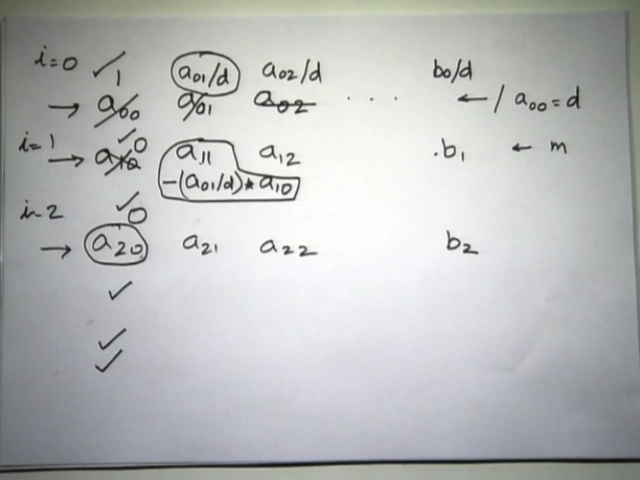 i=0 ✓ 1 a01/d a02/d b0/d
→ a00 a01 a02 . . . ← / a00 = d
i=1 ✓ 0
→ a10 a11 a12 . b1 ← m
-(a01/d) * a10
i=2 ✓ 0
→ a20 a21 a22 b2
✓
✓
✓